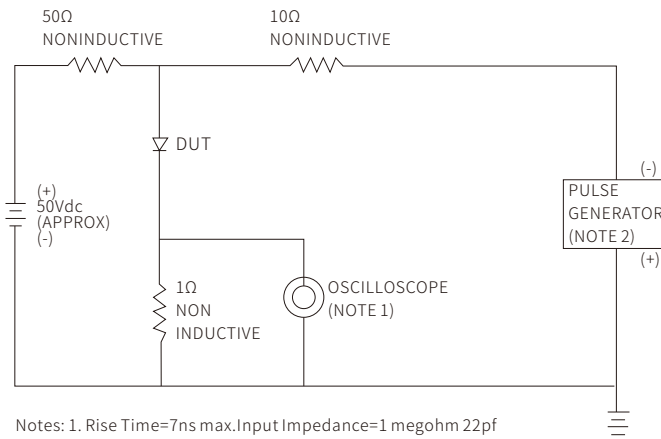 50Ω
NONINDUCTIVE
10Ω
NONINDUCTIVE
DUT
(+)
50Vdc
(APPROX)
(-)
(-)
PULSE
GENERATOR
(NOTE 2)
(+)
1Ω
NON
INDUCTIVE
OSCILLOSCOPE
(NOTE 1)
Notes: 1. Rise Time=7ns max.Input Impedance=1 megohm 22pf